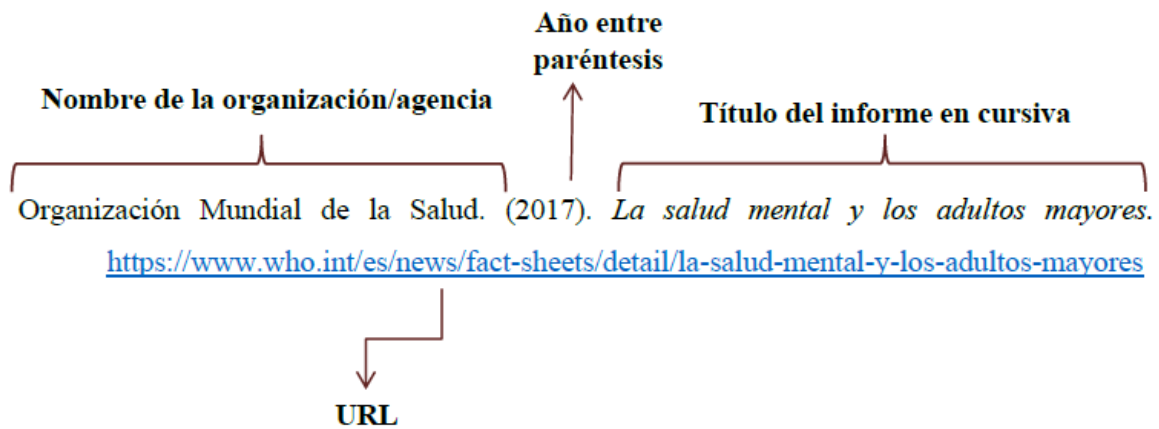 Año entre
paréntesis
Nombre de la organización/agencia
Título del informe en cursiva
Organización Mundial de la Salud. (2017). La salud mental y los adultos mayores.
https://www.who.int/es/news/fact-sheets/detail/la-salud-mental-y-los-adultos-mayores
URL